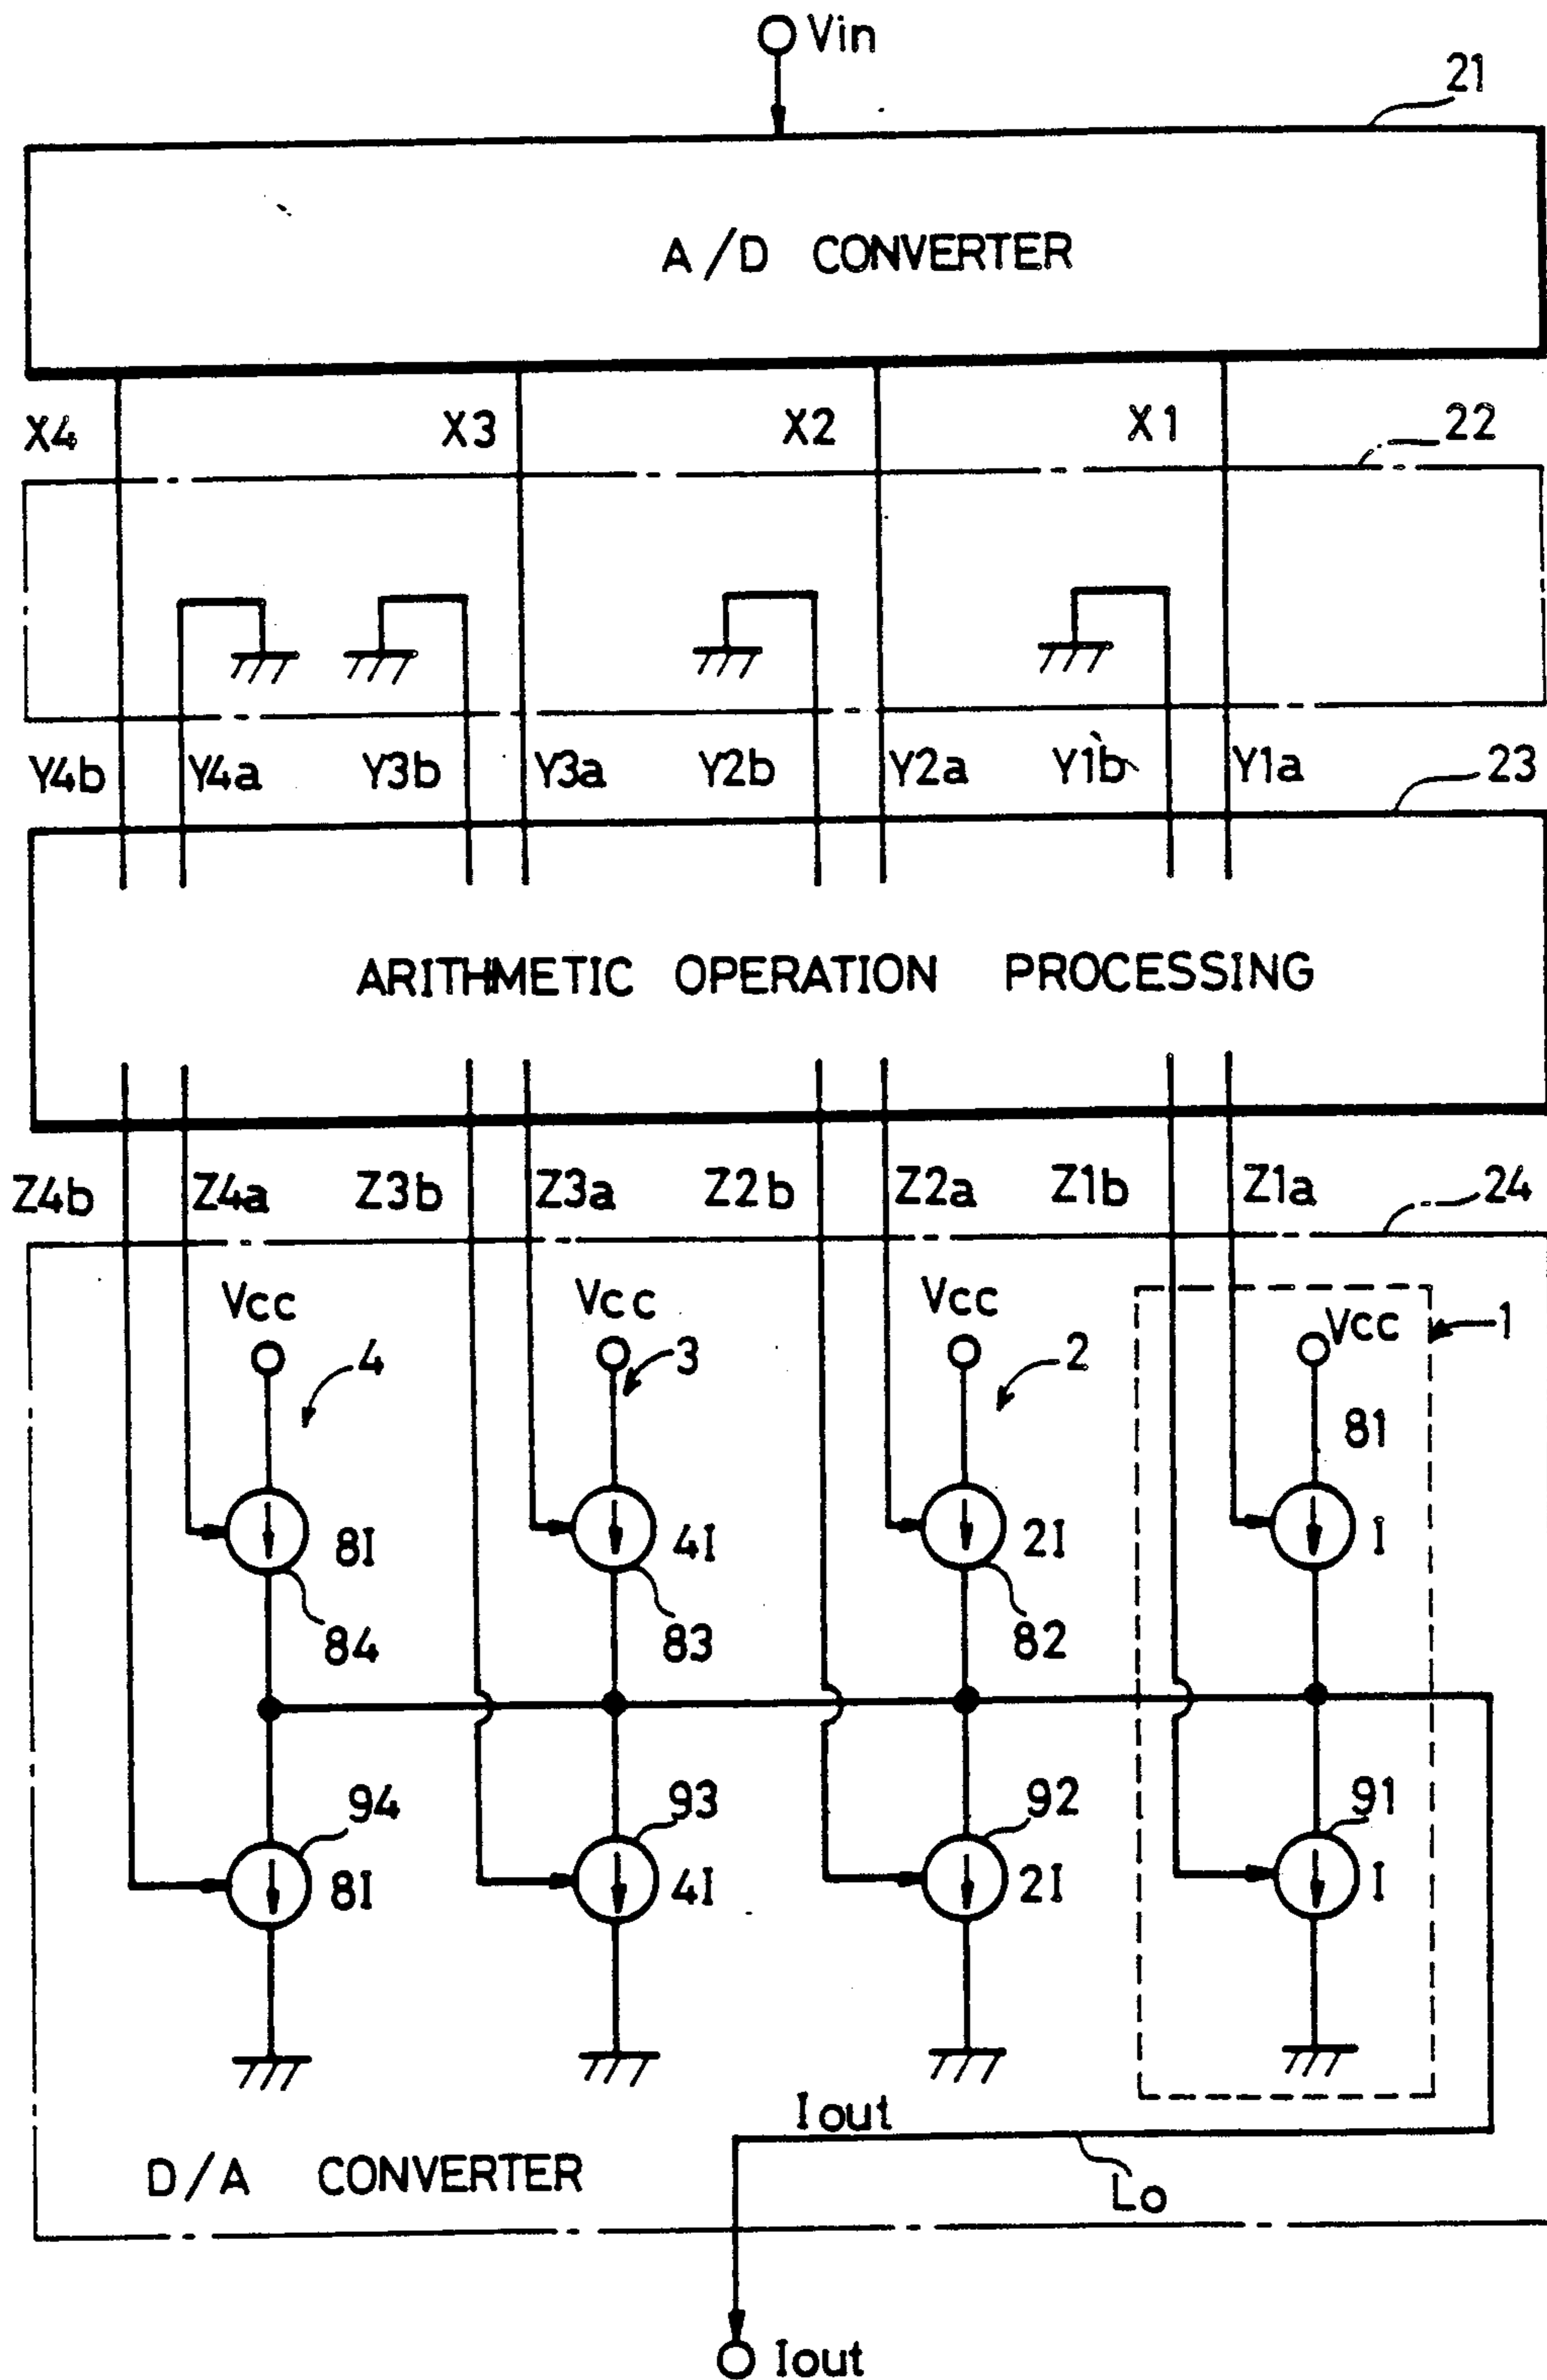 Vin
21
A/D CONVERTER
X4 X3 X2 X1 22
Y4b Y4a Y3b Y3a Y2b Y2a Y1b Y1a 23
ARITHMETIC OPERATION PROCESSING
Z4b Z4a Z3b Z3a Z2b Z2a Z1b Z1a 24
Vcc Vcc Vcc Vcc 1
4 3 2
81
8I 4I 2I I
84 83 82
94 93 92 91
8I 4I 2I I
Iout
D/A CONVERTER
Lo
Iout